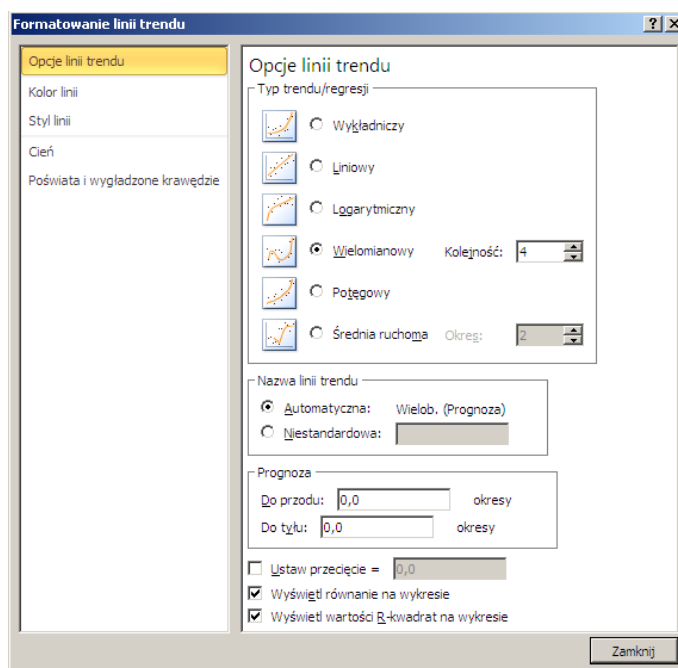 Formatowanie linii trendu
Opcje linii trendu
Kolor linii
Styl linii
Cień
Poświata i wygładzone krawędzie
Opcje linii trendu
Typ trendu/regresji
Wykładniczy
Liniowy
Logarytmiczny
Wielomianowy Kolejność: 4
Potęgowy
Średnia ruchoma Okres: 2
Nazwa linii trendu
Automatyczna: Wielob. (Prognoza)
Niestandardowa:
Prognoza
Do przodu: 0,0 okresy
Do tyłu: 0,0 okresy
Ustaw przecięcie = 0,0
Wyświetl równanie na wykresie
Wyświetl wartości R-kwadrat na wykresie
Zamknij